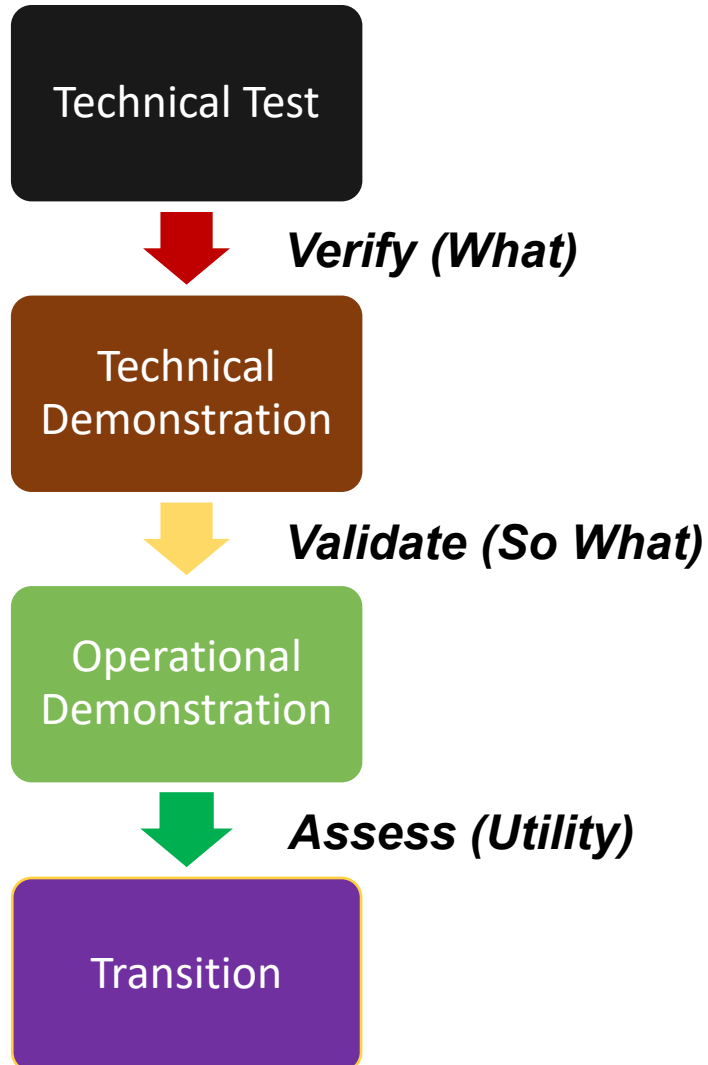 Technical Test
Verify (What)
Technical
Demonstration
Validate (So What)
Operational
Demonstration
Assess (Utility)
Transition